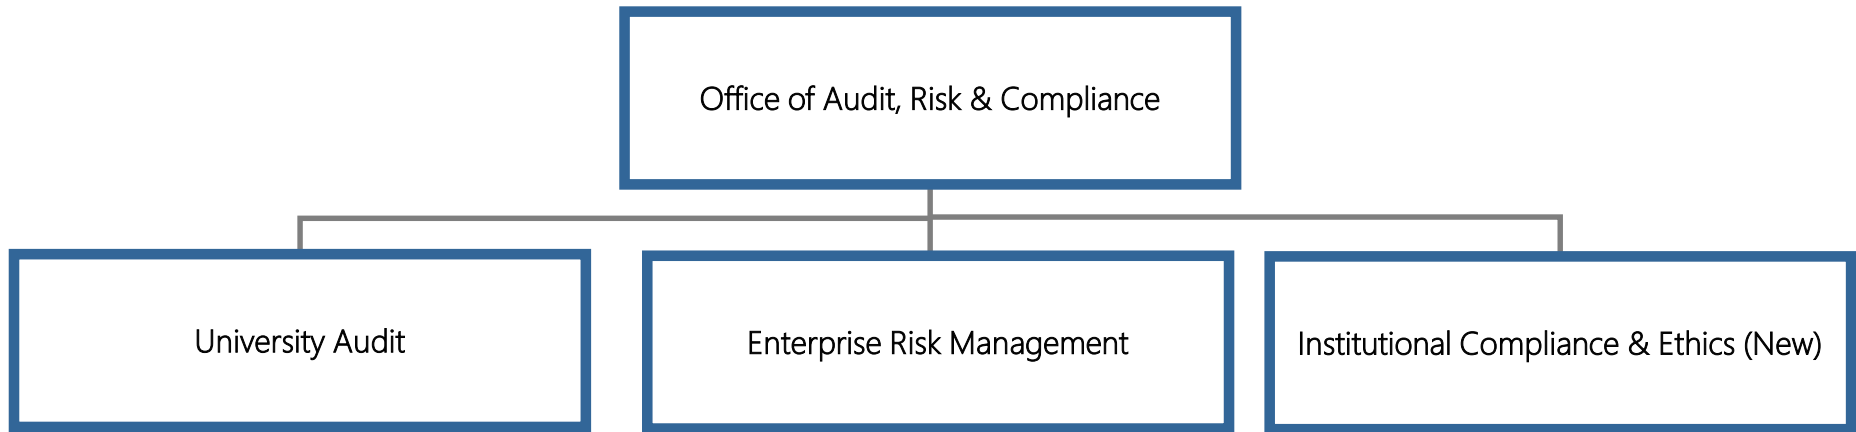 Office of Audit, Risk & Compliance
University Audit
Enterprise Risk Management
Institutional Compliance & Ethics (New)